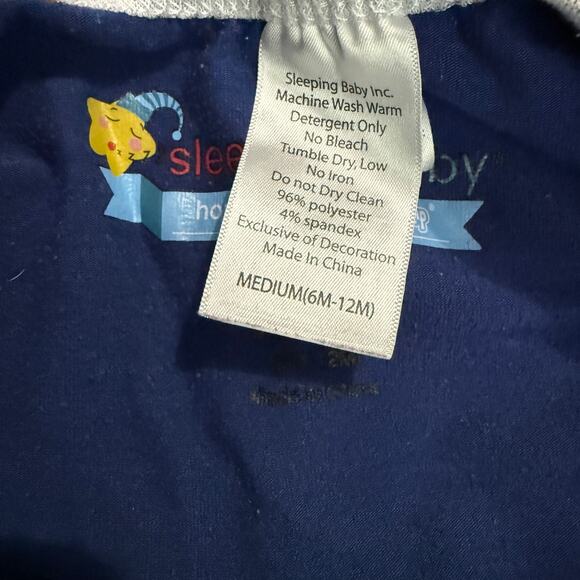 Sleeping Baby Inc.
Machine Wash Warm
Detergent Only
No Bleach
Tumble Dry, Low
No Iron
Do not Dry Clean
96% polyester
4% spandex
Exclusive of Decoration
Made In China
MEDIUM(6M-12M)
slee by
ho